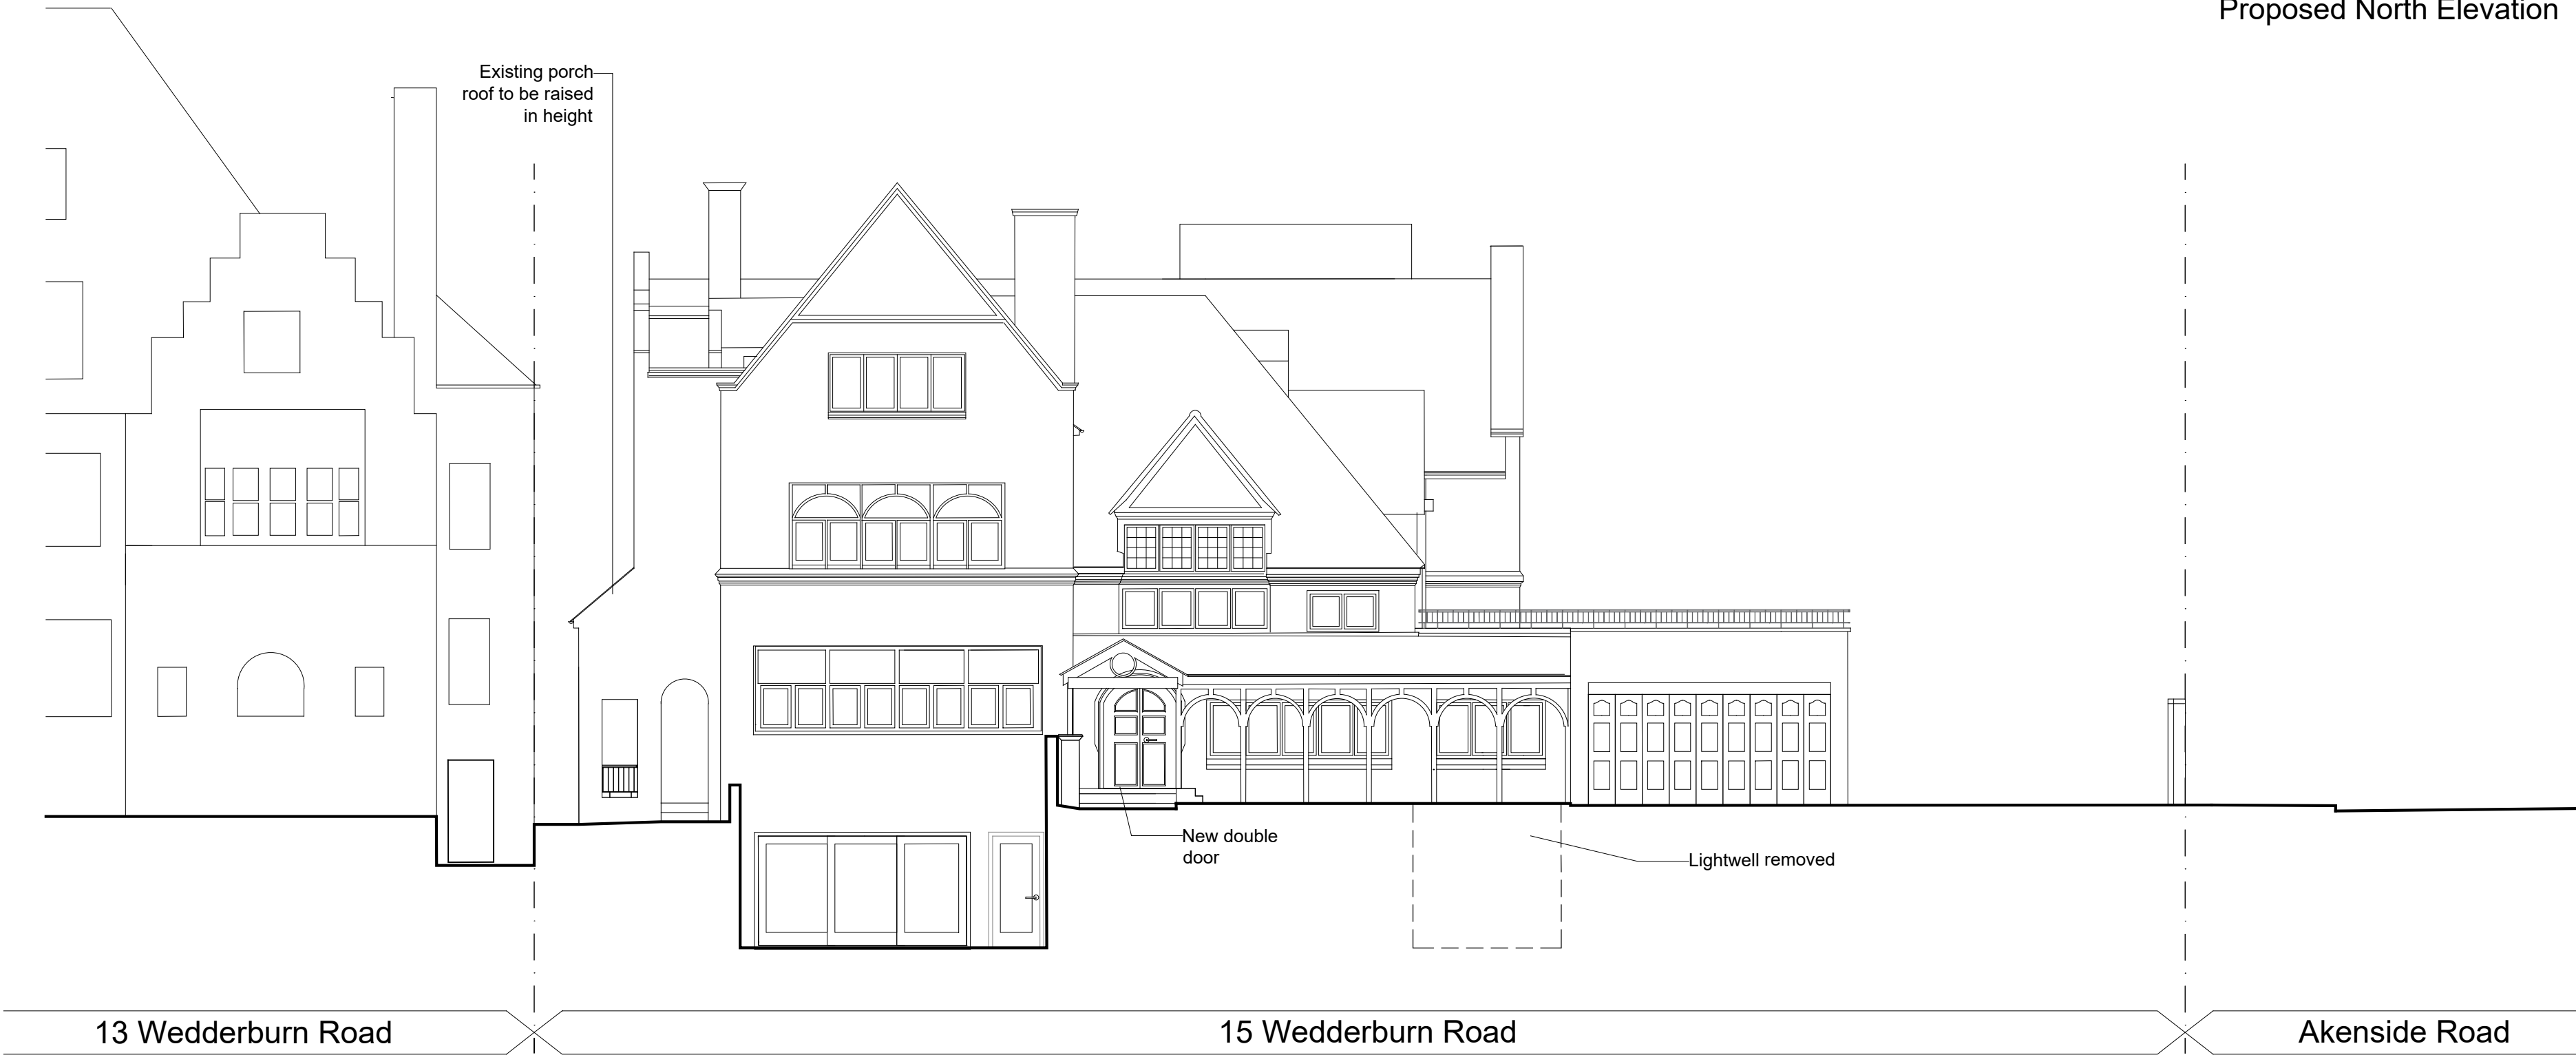 Proposed North Elevation
Existing porch
roof to be raised
in height
New double
door
Lightwell removed
13 Wedderburn Road
15 Wedderburn Road
Akenside Road